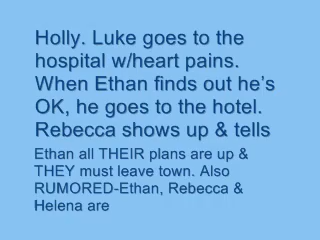 Holly. Luke goes to the
hospital w/heart pains.
When Ethan finds out he's
OK, he goes to the hotel.
Rebecca shows up & tells
Ethan all THEIR plans are up &
THEY must leave town. Also
RUMORED-Ethan, Rebecca &
Helena are